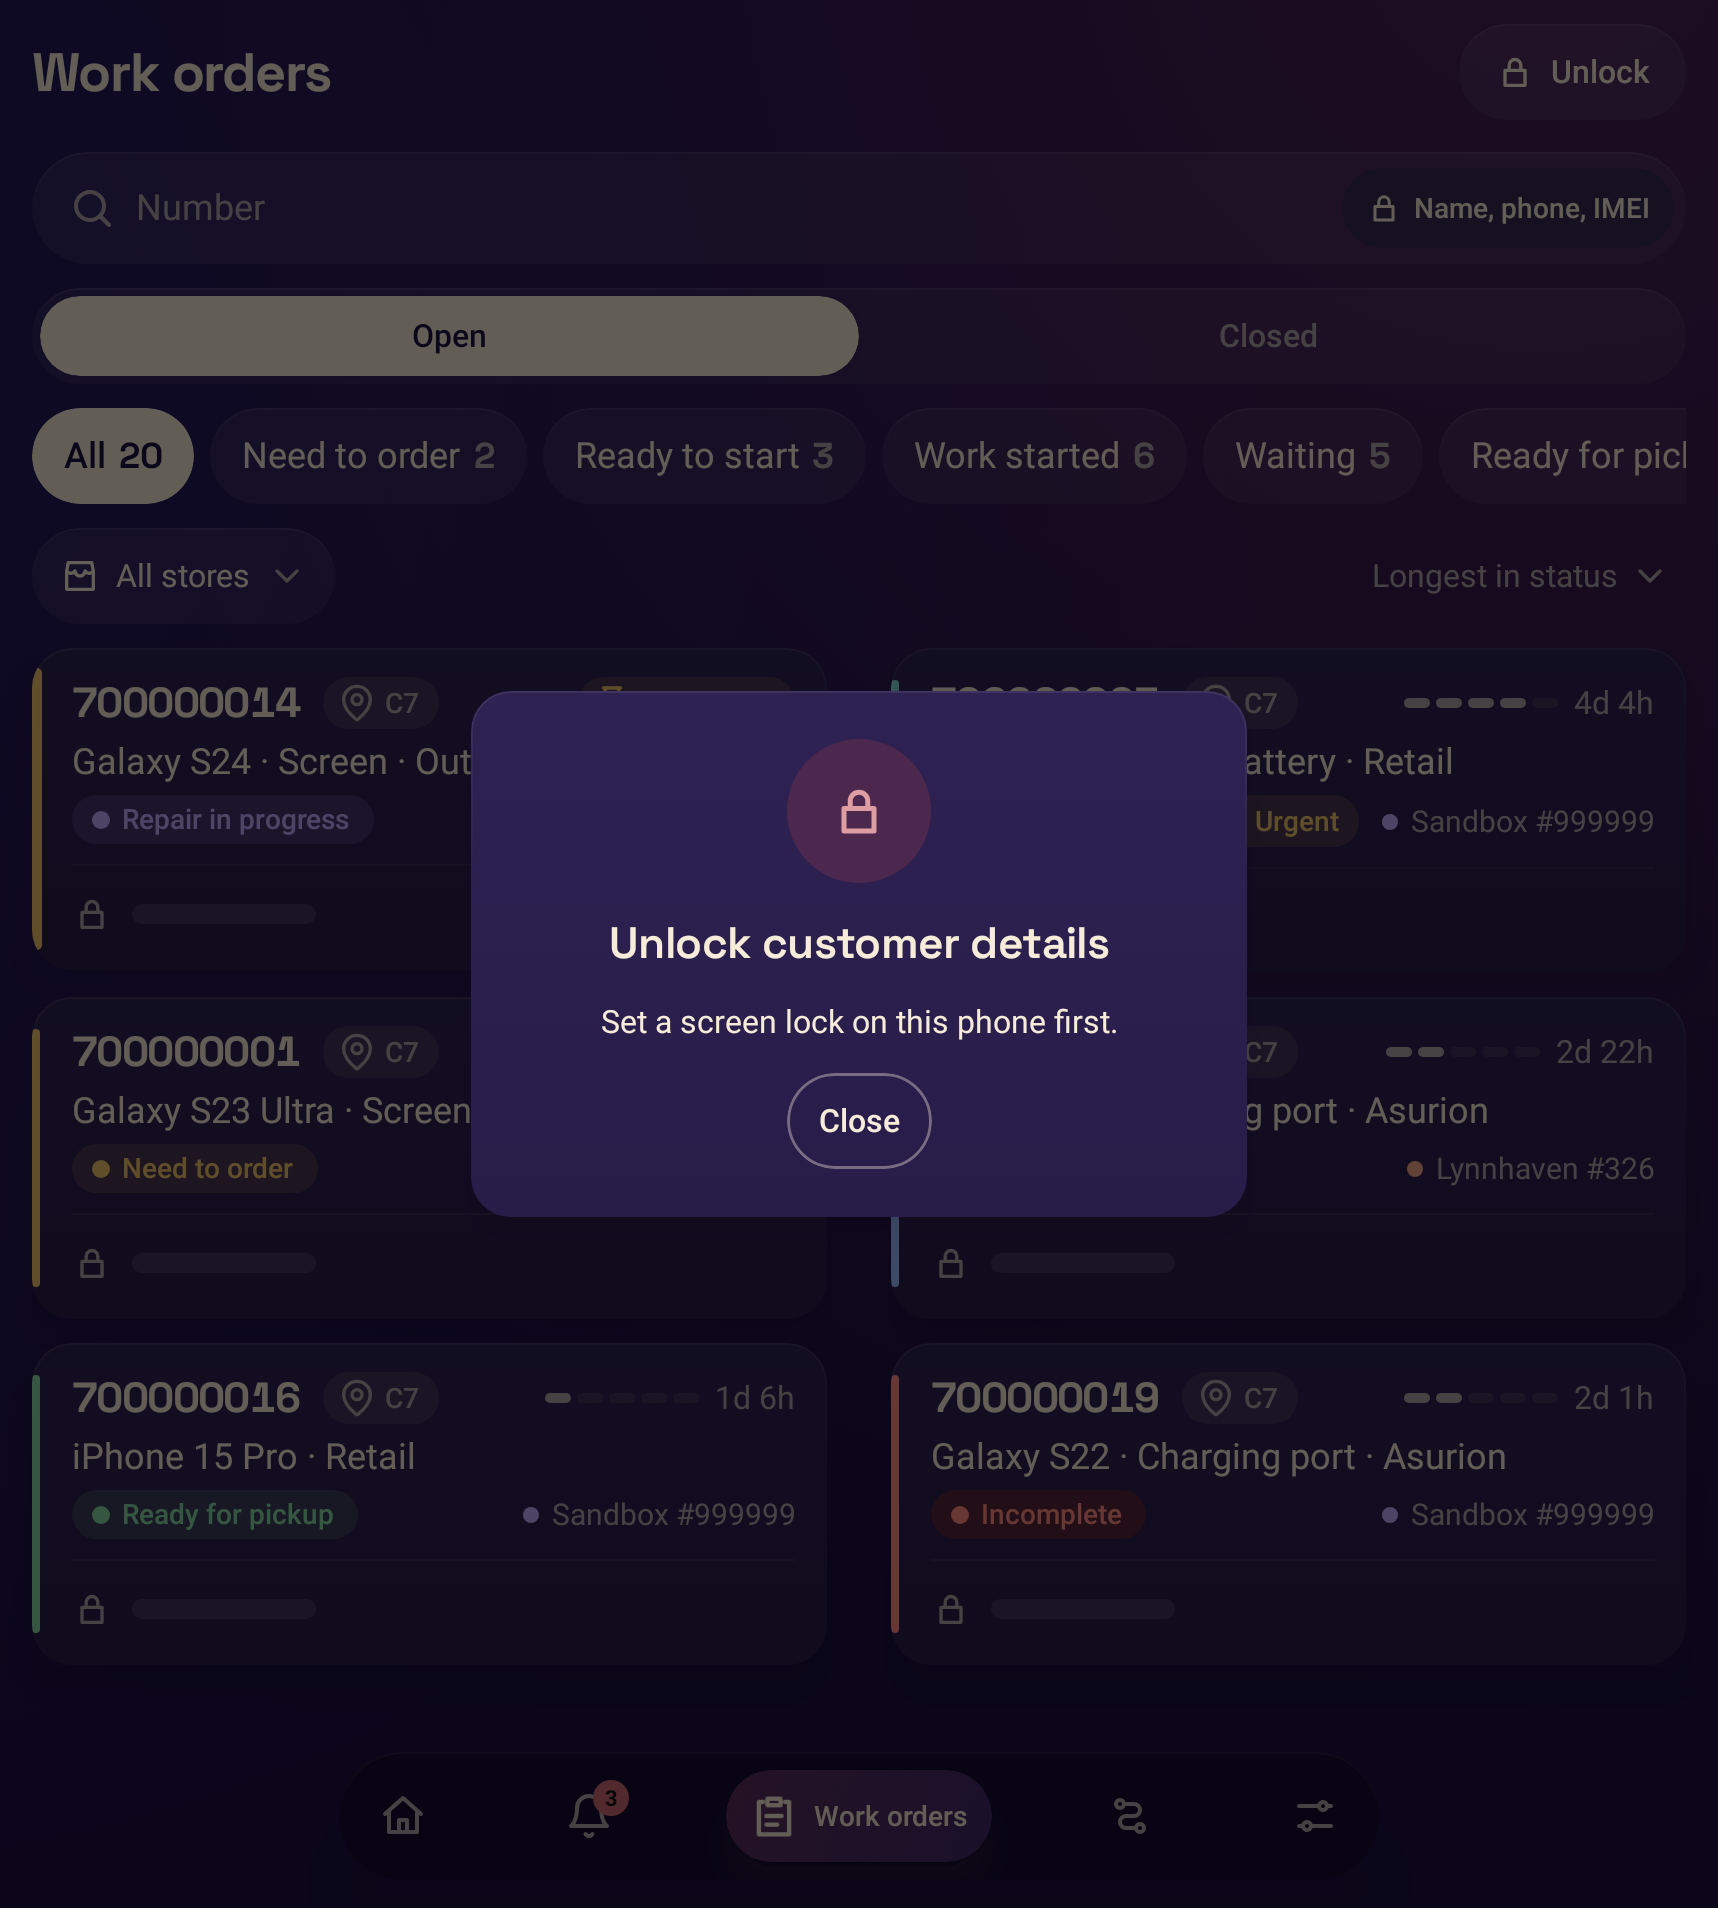 Work orders
Unlock
Number
Name, phone, IMEI
Open
Closed
All 20
Need to order 2
Ready to start 3
Work started 6
Waiting 5
Ready for
All stores
Longest in status
700000014
C7
C7
4d 4h
Galaxy S24 · Screen ·
· Retail
Repair in progress
Urgent
Sandbox #999999
Unlock customer details
Set a screen lock on this phone first.
Close
700000001
C7
C7
2d 22h
Galaxy S23 Ultra · Screen
port · Asurion
Need to order
Lynnhaven #326
700000016
C7
1d 6h
iPhone 15 Pro · Retail
Ready for pickup
Sandbox #999999
700000019
C7
2d 1h
Galaxy S22 · Charging port · Asurion
Incomplete
Sandbox #999999
3
Work orders